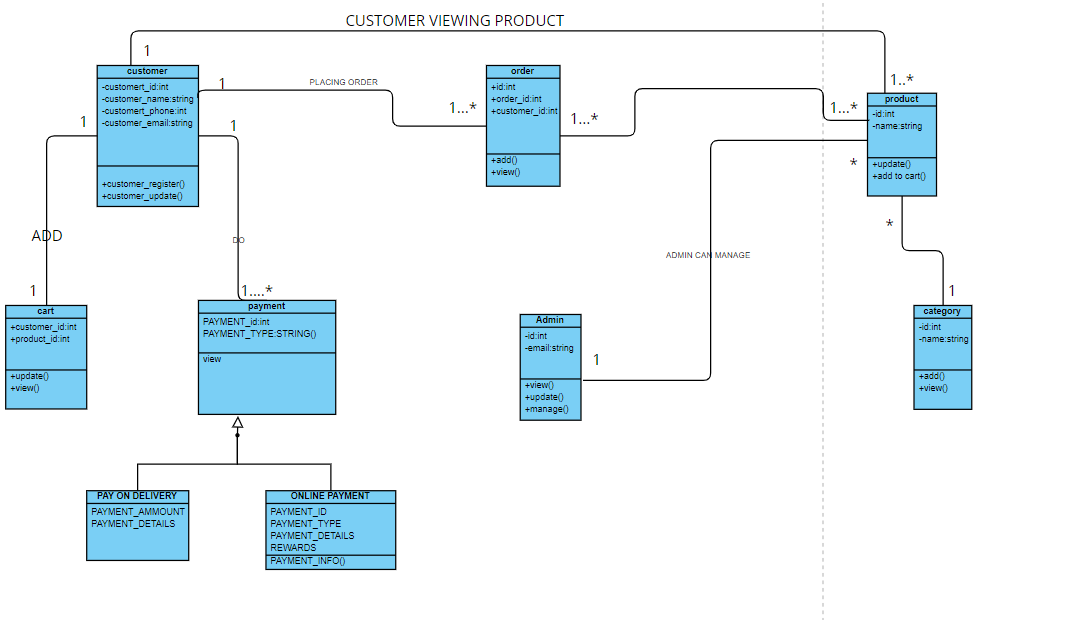 CUSTOMER VIEWING PRODUCT
1
customer
-customert_id:int
-customer_name:string
-customert_phone:int
-customer_email:string
+customer_register()
+customer_update()
1
PLACING ORDER
1...*
order
+id:int
+order_id:int
+customer_id:int
+add()
+view()
1...*
1..*
1...*
product
-id:int
-name:string
+update()
+add to cart()
*
*
1
1
ADD
DO
1
1....*
cart
+customer_id:int
+product_id:int
+update()
+view()
payment
PAYMENT_id:int
PAYMENT_TYPE:STRING()
view
ADMIN CAN MANAGE
Admin
-id:int
-email:string
+view()
+update()
+manage()
1
1
category
-id:int
-name:string
+add()
+view()
PAY ON DELIVERY
PAYMENT_AMMOUNT
PAYMENT_DETAILS
ONLINE PAYMENT
PAYMENT_ID
PAYMENT_TYPE
PAYMENT_DETAILS
REWARDS
PAYMENT_INFO()